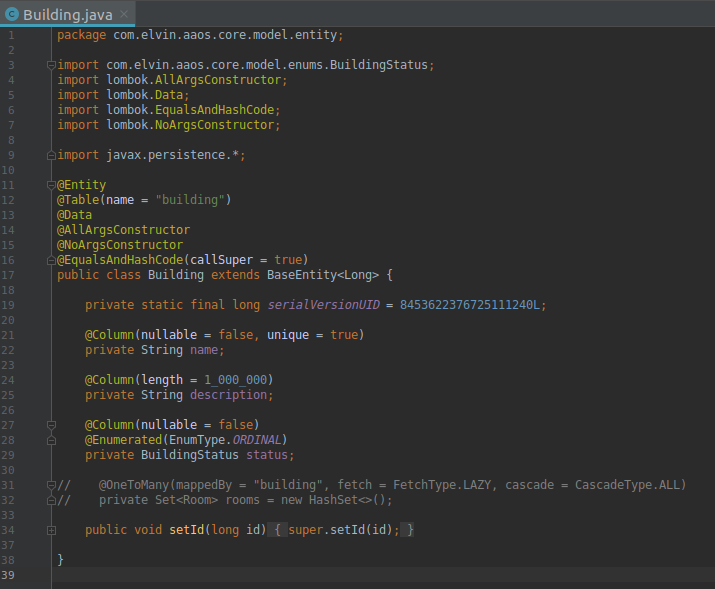 Building.java
1 package com.elvin.aaos.core.model.entity;
2
3 import com.elvin.aaos.core.model.enums.BuildingStatus;
4 import lombok.AllArgsConstructor;
5 import lombok.Data;
6 import lombok.EqualsAndHashCode;
7 import lombok.NoArgsConstructor;
8
9 import javax.persistence.*;
10
11 @Entity
12 @Table(name = "building")
13 @Data
14 @AllArgsConstructor
15 @NoArgsConstructor
16 @EqualsAndHashCode(callSuper = true)
17 public class Building extends BaseEntity<Long> {
18
19     private static final long serialVersionUID = 8453622376725111240L;
20
21     @Column(nullable = false, unique = true)
22     private String name;
23
24     @Column(length = 1_000_000)
25     private String description;
26
27     @Column(nullable = false)
28     @Enumerated(EnumType.ORDINAL)
29     private BuildingStatus status;
30
31 //    @OneToMany(mappedBy = "building", fetch = FetchType.LAZY, cascade = CascadeType.ALL)
32 //    private Set<Room> rooms = new HashSet<>();
33
34     public void setId(long id) { super.setId(id); }
37
38 }
39